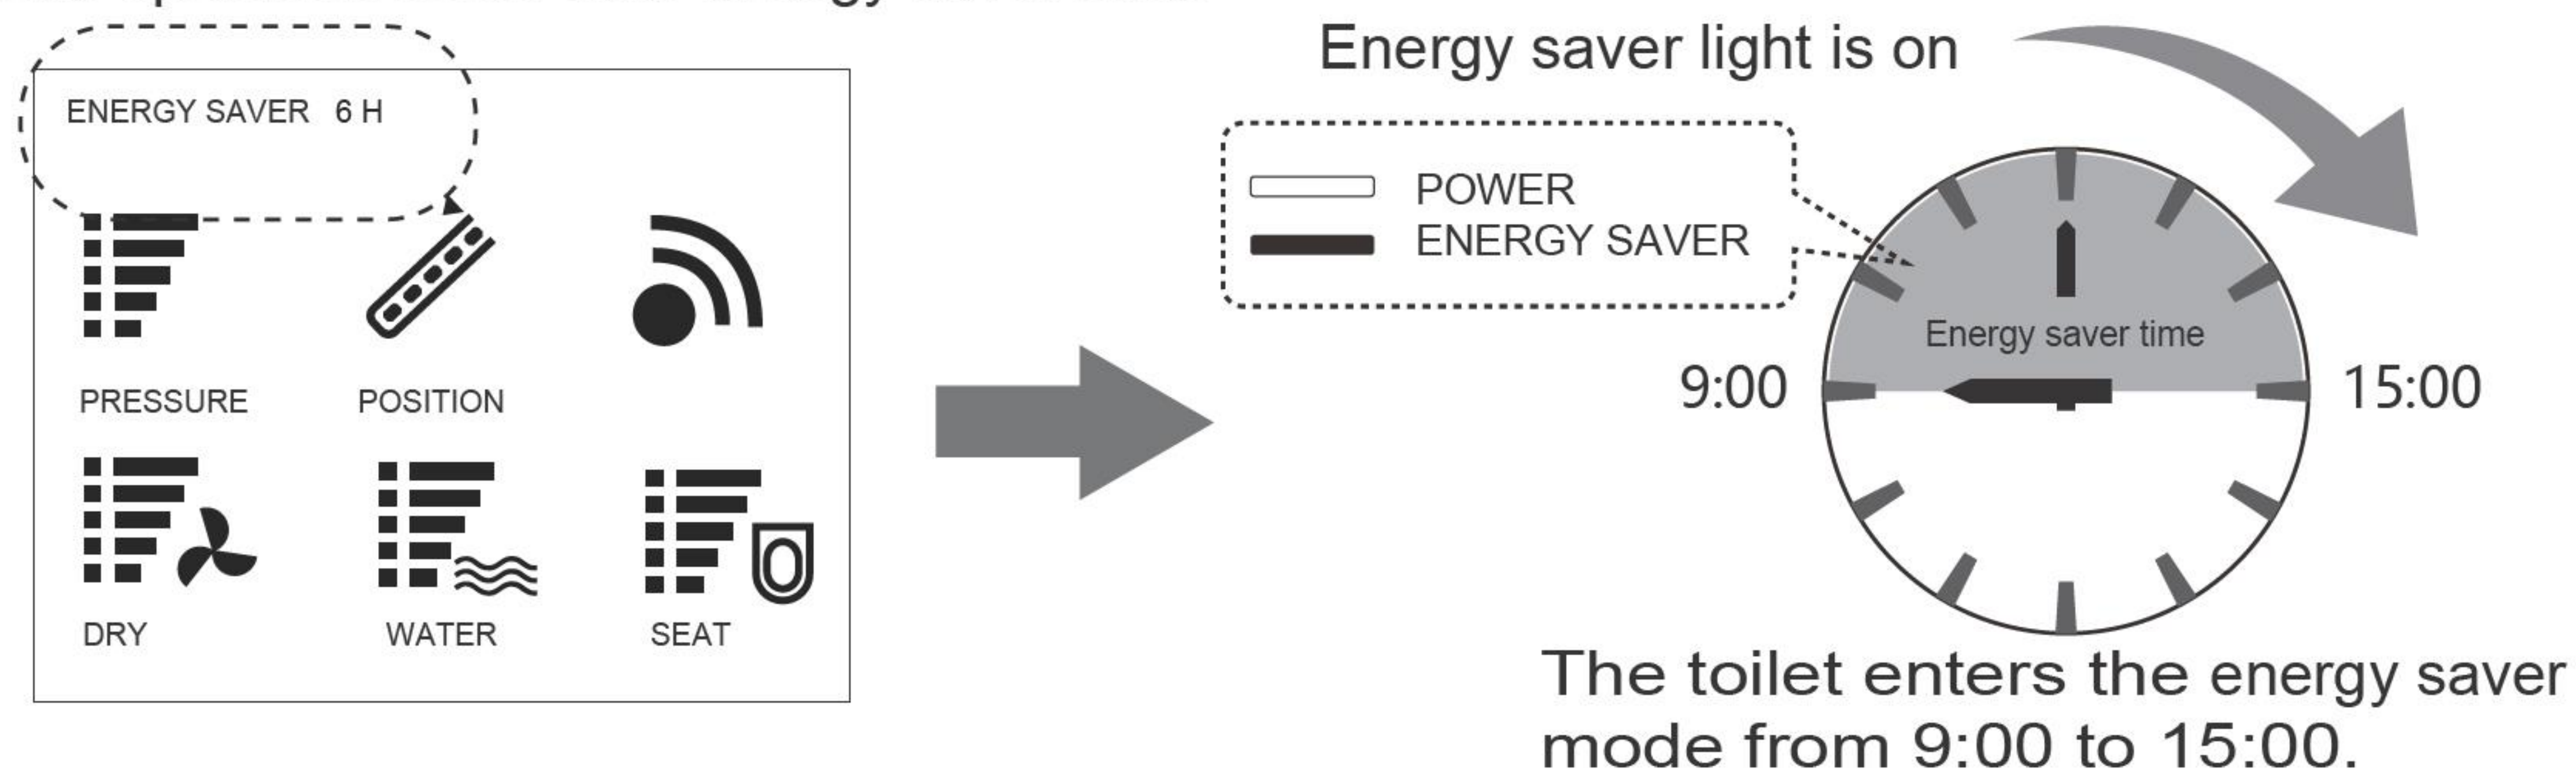 ENERGY SAVER 6 H
PRESSURE
POSITION
DRY
WATER
SEAT
Energy saver light is on
POWER
ENERGY SAVER
Energy saver time
9:00
15:00
The toilet enters the energy saver
mode from 9:00 to 15:00.